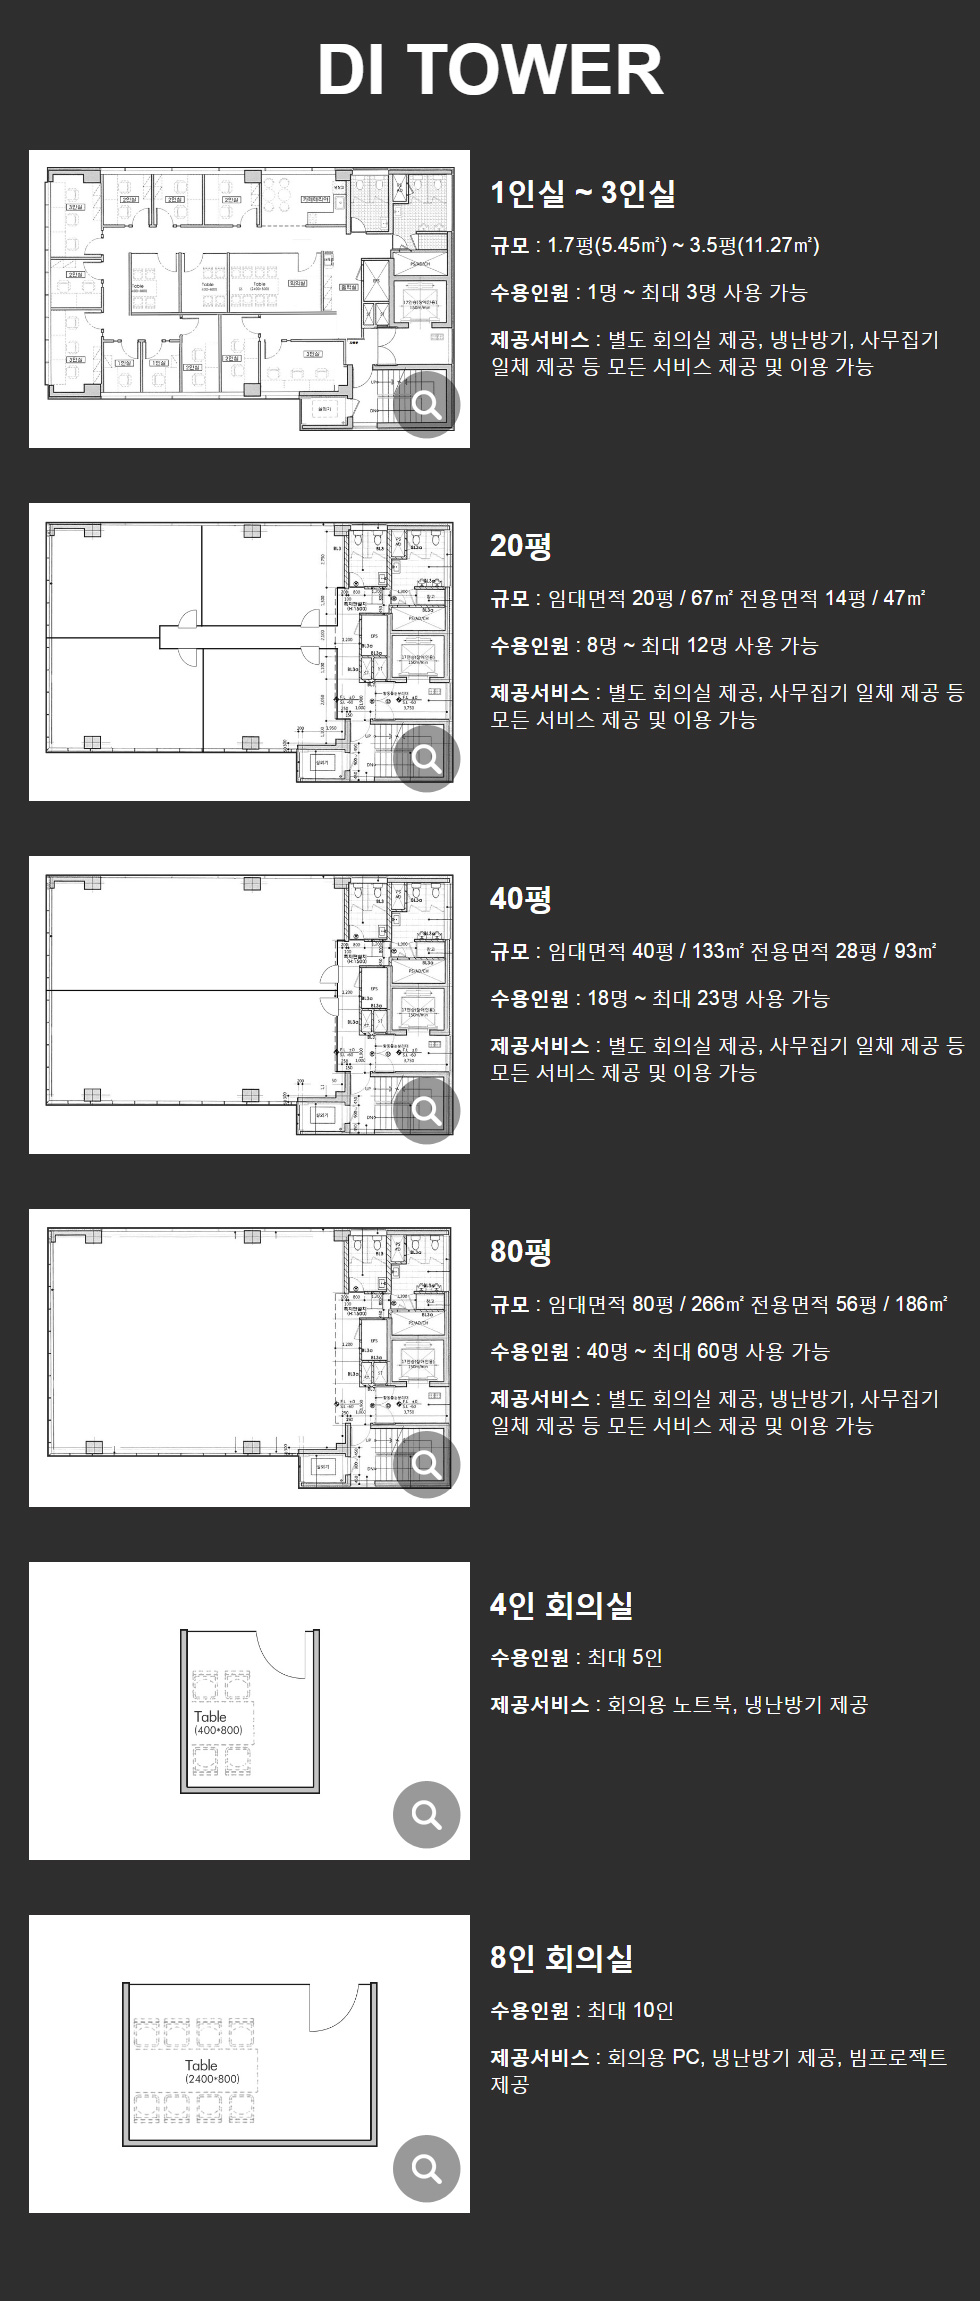 DI TOWER
1인실 ~ 3인실
규모 : 1.7평(5.45㎡) ~ 3.5평(11.27㎡)
수용인원 : 1명 ~ 최대 3명 사용 가능
제공서비스 : 별도 회의실 제공, 냉난방기, 사무집기
일체 제공 등 모든 서비스 제공 및 이용 가능
20평
규모 : 임대면적 20평 / 67㎡ 전용면적 14평 / 47㎡
수용인원 : 8명 ~ 최대 12명 사용 가능
제공서비스 : 별도 회의실 제공, 사무집기 일체 제공 등
모든 서비스 제공 및 이용 가능
40평
규모 : 임대면적 40평 / 133㎡ 전용면적 28평 / 93㎡
수용인원 : 18명 ~ 최대 23명 사용 가능
제공서비스 : 별도 회의실 제공, 사무집기 일체 제공 등
모든 서비스 제공 및 이용 가능
80평
규모 : 임대면적 80평 / 266㎡ 전용면적 56평 / 186㎡
수용인원 : 40명 ~ 최대 60명 사용 가능
제공서비스 : 별도 회의실 제공, 냉난방기, 사무집기
일체 제공 등 모든 서비스 제공 및 이용 가능
4인 회의실
수용인원 : 최대 5인
제공서비스 : 회의용 노트북, 냉난방기 제공
Table
(400*800)
8인 회의실
수용인원 : 최대 10인
제공서비스 : 회의용 PC, 냉난방기 제공, 빔프로젝트
제공
Table
(2400*800)